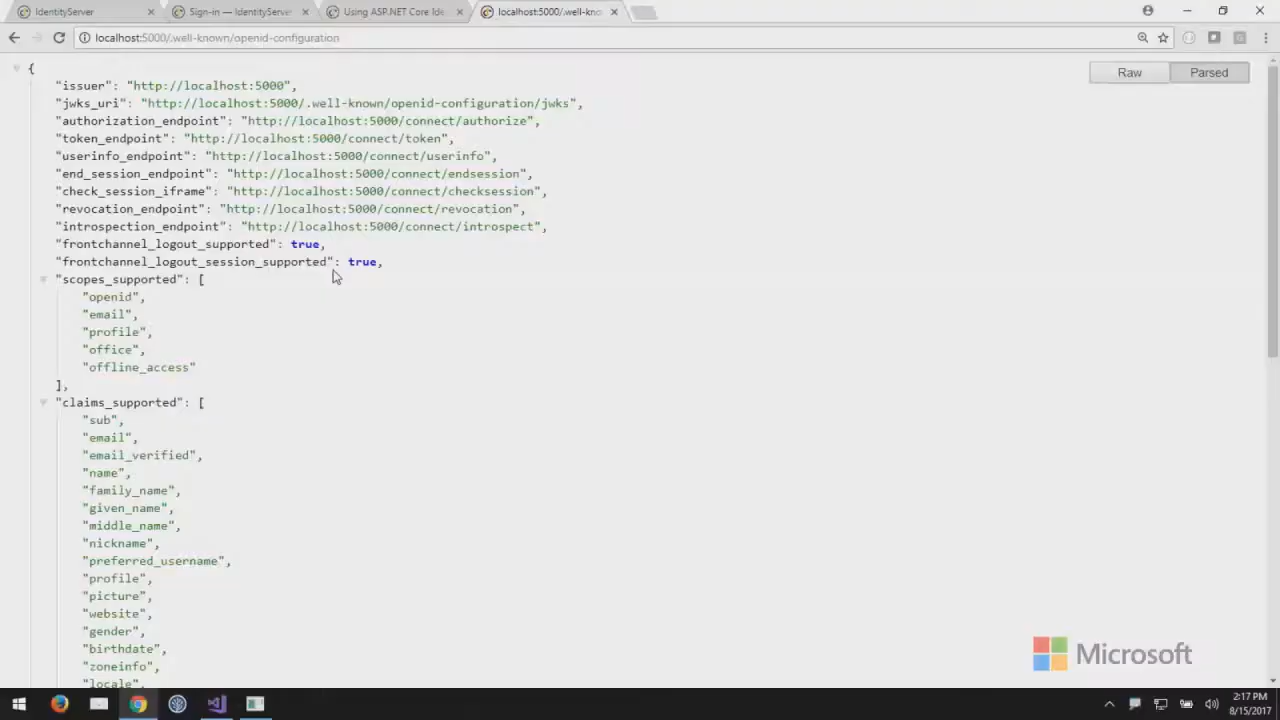 IdentityServer
Sign-in — IdentityServer
Using ASP.NET Core Ide
localhost:5000/.well-kno
localhost:5000/.well-known/openid-configuration
Raw
Parsed
{
"issuer": "http://localhost:5000",
"jwks_uri": "http://localhost:5000/.well-known/openid-configuration/jwks",
"authorization_endpoint": "http://localhost:5000/connect/authorize",
"token_endpoint": "http://localhost:5000/connect/token",
"userinfo_endpoint": "http://localhost:5000/connect/userinfo",
"end_session_endpoint": "http://localhost:5000/connect/endsession",
"check_session_iframe": "http://localhost:5000/connect/checksession",
"revocation_endpoint": "http://localhost:5000/connect/revocation",
"introspection_endpoint": "http://localhost:5000/connect/introspect",
"frontchannel_logout_supported": true,
"frontchannel_logout_session_supported": true,
"scopes_supported": [
"openid",
"email",
"profile",
"office",
"offline_access"
],
"claims_supported": [
"sub",
"email",
"email_verified",
"name",
"family_name",
"given_name",
"middle_name",
"nickname",
"preferred_username",
"profile",
"picture",
"website",
"gender",
"birthdate",
"zoneinfo",
"locale",
Microsoft
2:17 PM
8/15/2017